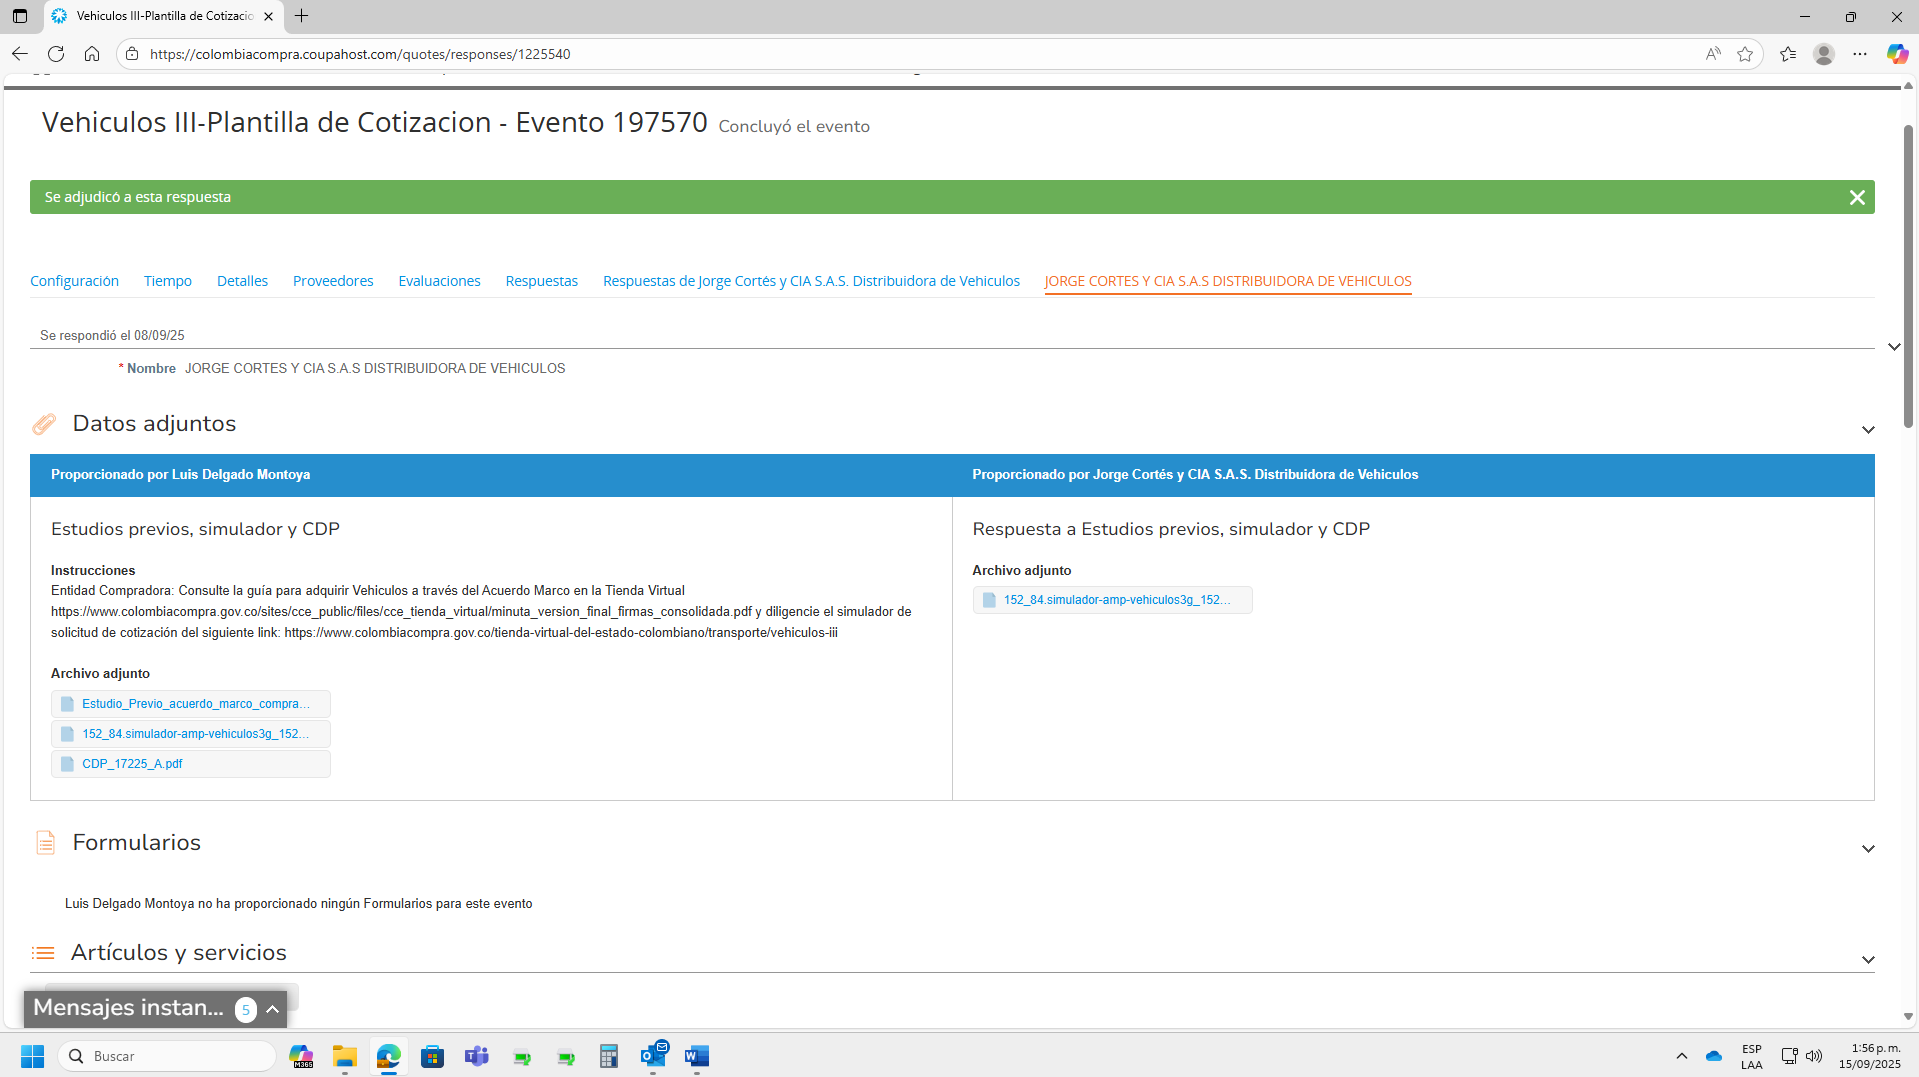 Vehiculos III-Plantilla de Cotizacio
https://colombiacompra.coupahost.com/quotes/responses/1225540
Vehiculos III-Plantilla de Cotizacion - Evento 197570 Concluyó el evento
Se adjudicó a esta respuesta
Configuración Tiempo Detalles Proveedores Evaluaciones Respuestas Respuestas de Jorge Cortés y CIA S.A.S. Distribuidora de Vehiculos JORGE CORTES Y CIA S.A.S DISTRIBUIDORA DE VEHICULOS
Se respondió el 08/09/25
* Nombre JORGE CORTES Y CIA S.A.S DISTRIBUIDORA DE VEHICULOS
Datos adjuntos
Proporcionado por Luis Delgado Montoya
Estudios previos, simulador y CDP
Instrucciones
Entidad Compradora: Consulte la guía para adquirir Vehiculos a través del Acuerdo Marco en la Tienda Virtual
https://www.colombiacompra.gov.co/sites/cce_public/files/cce_tienda_virtual/minuta_version_final_firmas_consolidada.pdf y diligencie el simulador de
solicitud de cotización del siguiente link: https://www.colombiacompra.gov.co/tienda-virtual-del-estado-colombiano/transporte/vehiculos-iii
Archivo adjunto
Estudio_Previo_acuerdo_marco_compra...
152_84.simulador-amp-vehiculos3g_152...
CDP_17225_A.pdf
Proporcionado por Jorge Cortés y CIA S.A.S. Distribuidora de Vehiculos
Respuesta a Estudios previos, simulador y CDP
Archivo adjunto
152_84.simulador-amp-vehiculos3g_152...
Formularios
Luis Delgado Montoya no ha proporcionado ningún Formularios para este evento
Artículos y servicios
Mensajes instan... 5
Buscar
M365
ESP
LAA
1:56 p. m.
15/09/2025